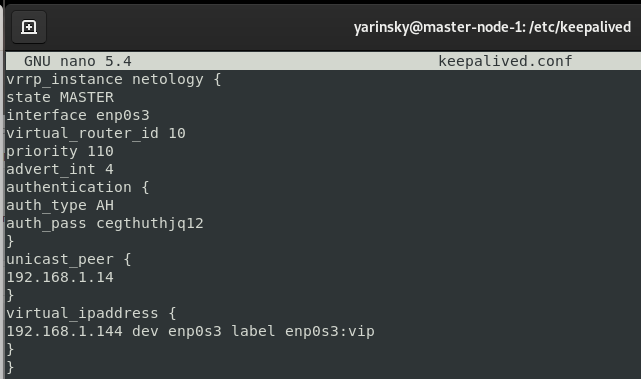 yarinsky@master-node-1: /etc/keepalived
GNU nano 5.4 keepalived.conf
vrrp_instance netology {
state MASTER
interface enp0s3
virtual_router_id 10
priority 110
advert_int 4
authentication {
auth_type AH
auth_pass cegthuthjq12
}
unicast_peer {
192.168.1.14
}
virtual_ipaddress {
192.168.1.144 dev enp0s3 label enp0s3:vip
}
}